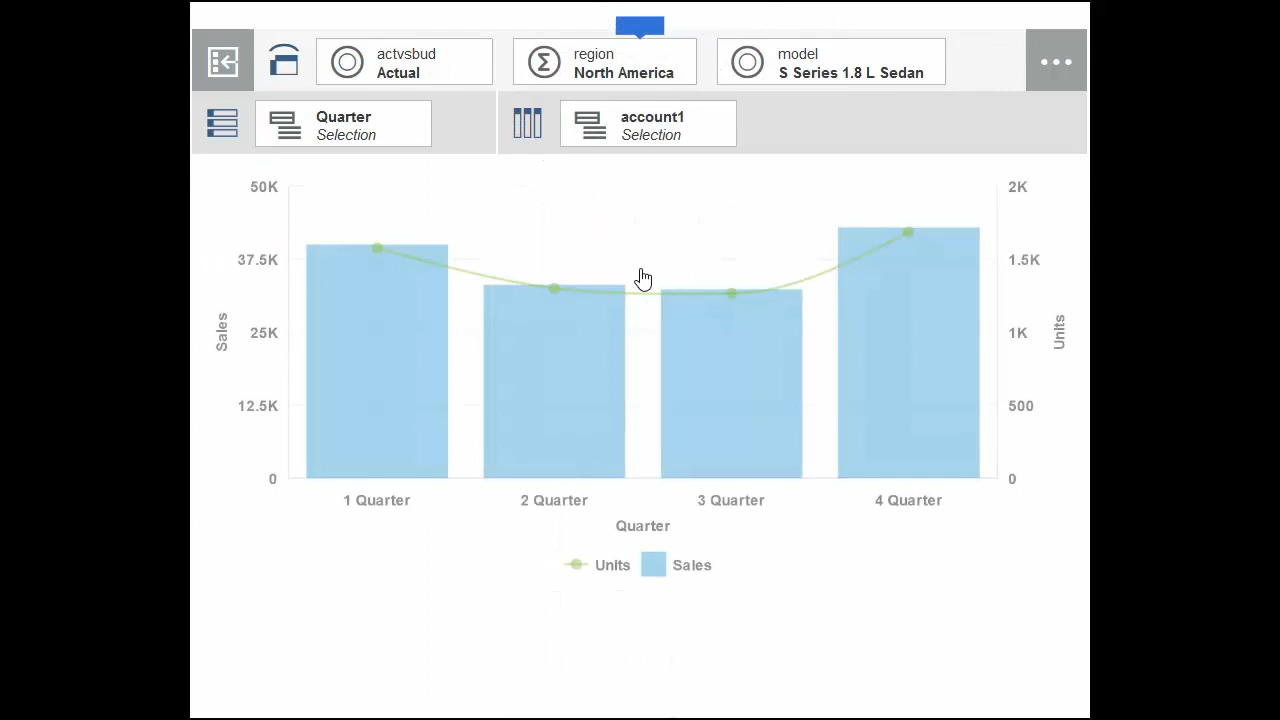 actvsbud
Actual
region
North America
model
S Series 1.8 L Sedan
Quarter
Selection
account1
Selection
50K
37.5K
25K
12.5K
0
Sales
2K
1.5K
1K
500
0
Units
1 Quarter
2 Quarter
3 Quarter
4 Quarter
Quarter
Units
Sales